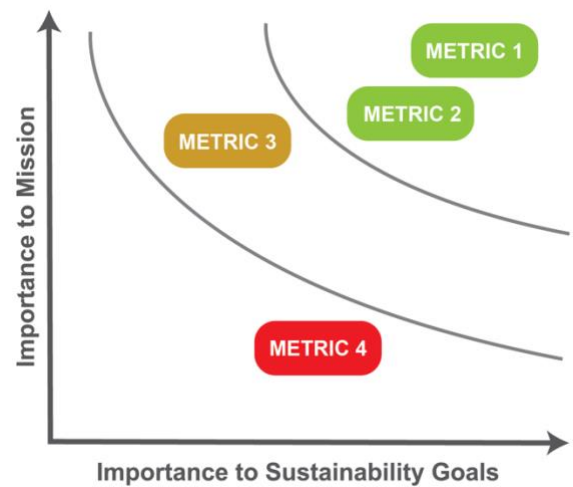 METRIC 1
METRIC 2
METRIC 3
METRIC 4
Importance to Mission
Importance to Sustainability Goals